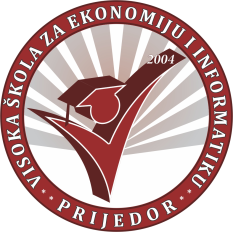 VISOKA ŠKOLA ZA EKONOMIJU I INFORMATIKU
2004
PRIJEDOR